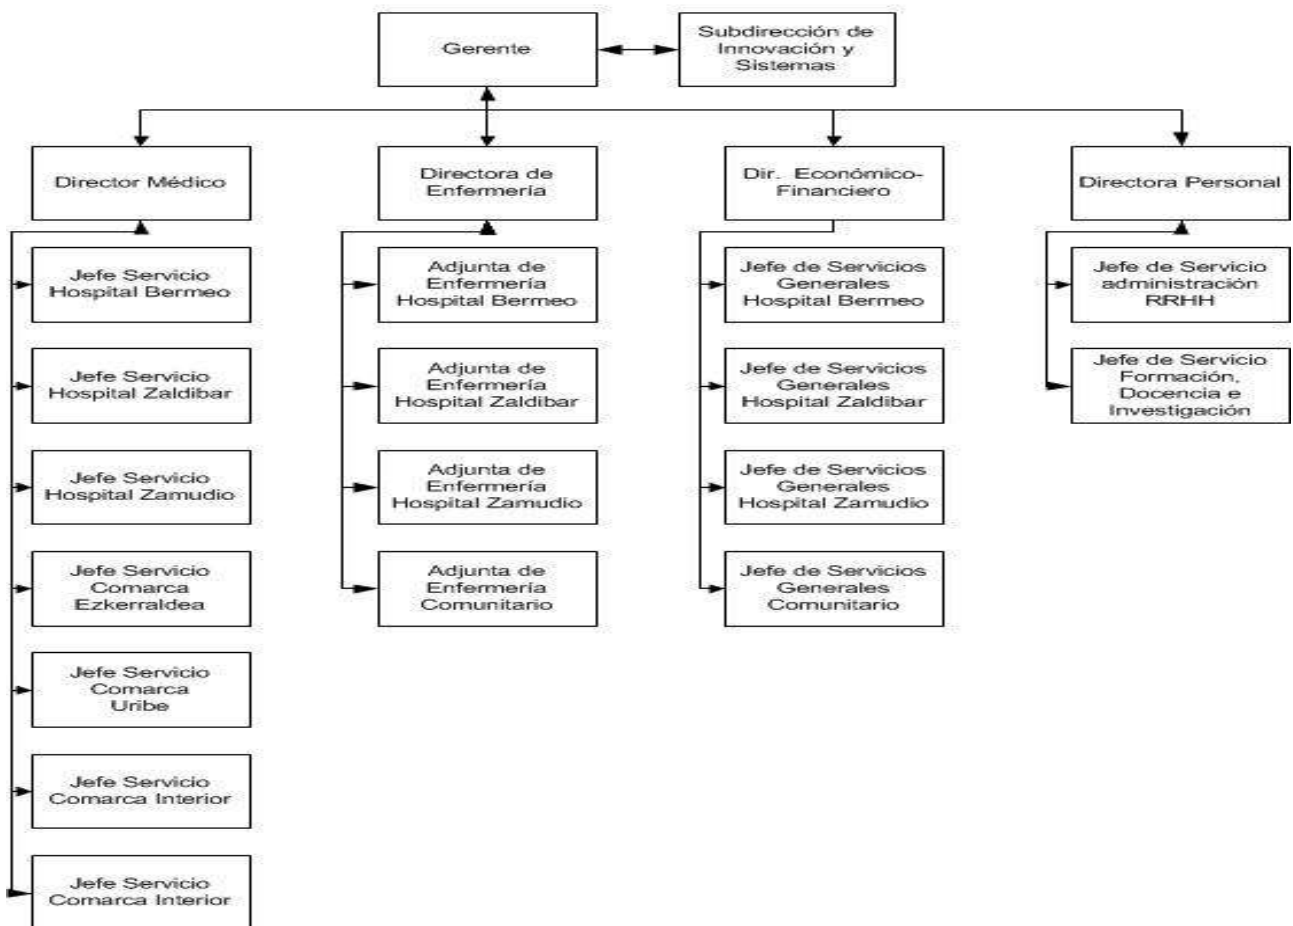 Gerente
Subdirección de
Innovación y
Sistemas
Director Médico
Directora de
Enfermería
Dir. Económico-
Financiero
Directora Personal
Jefe Servicio
Hospital Bermeo
Adjunta de
Enfermería
Hospital Bermeo
Jefe de Servicios
Generales
Hospital Bermeo
Jefe de Servicio
administración
RRHH
Jefe Servicio
Hospital Zaldibar
Adjunta de
Enfermería
Hospital Zaldibar
Jefe de Servicios
Generales
Hospital Zaldibar
Jefe de Servicio
Formación,
Docencia e
Investigación
Jefe Servicio
Hospital Zamudio
Adjunta de
Enfermería
Hospital Zamudio
Jefe de Servicios
Generales
Hospital Zamudio
Jefe Servicio
Comarca
Ezkerraldea
Adjunta de
Enfermería
Comunitario
Jefe de Servicios
Generales
Comunitario
Jefe Servicio
Comarca
Uribe
Jefe Servicio
Comarca Interior
Jefe Servicio
Comarca Interior